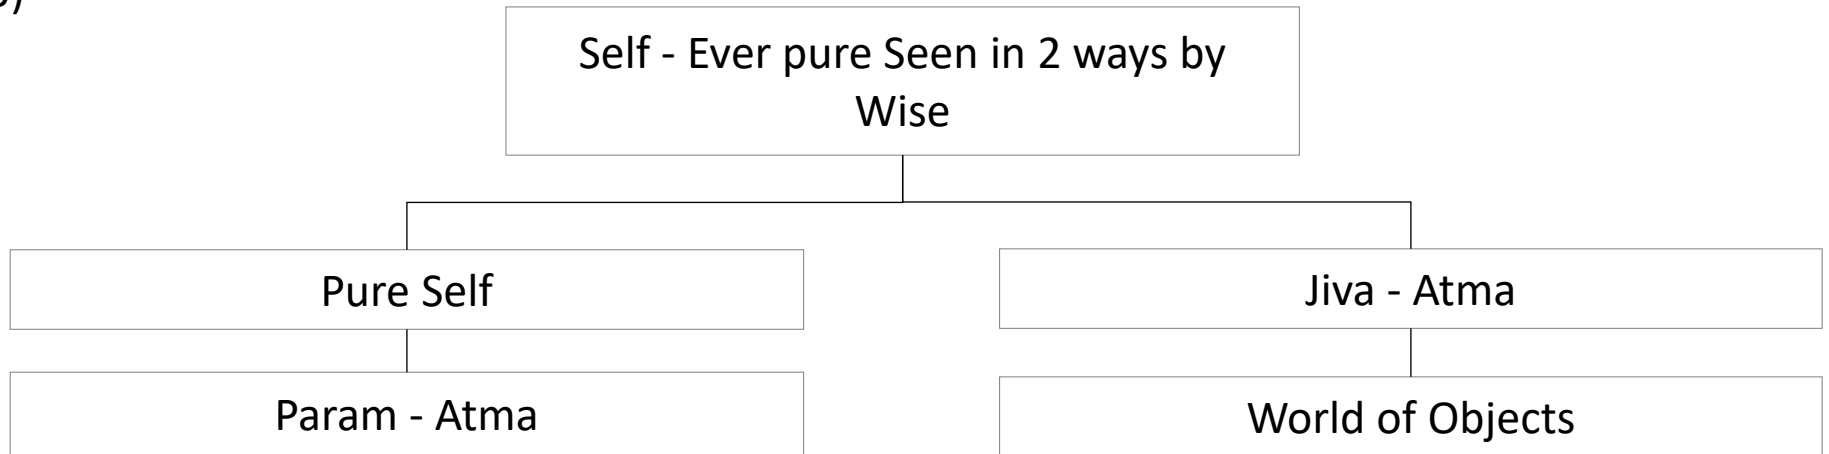 Self - Ever pure Seen in 2 ways by
Wise
Pure Self
Jiva - Atma
Param - Atma
World of Objects